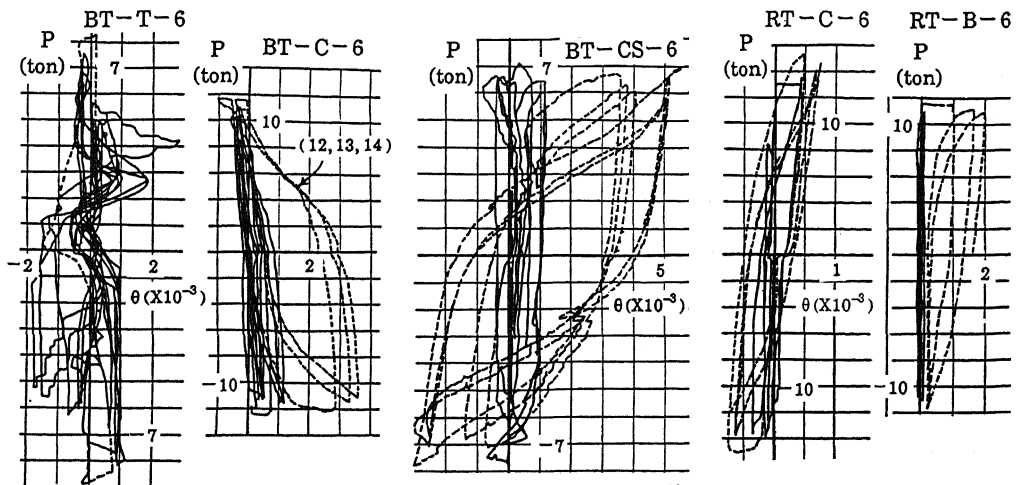 BT-T-6
P
(ton)
7
-2
2
θ(X10⁻³)
7
BT-C-6
P
(ton)
10
(12,13,14)
2
-10
BT-CS-6
P
(ton)
7
5
θ(X10⁻³)
-7
RT-C-6
P
(ton)
10
1
θ(X10⁻³)
-10
RT-B-6
P
(ton)
10
2
-10